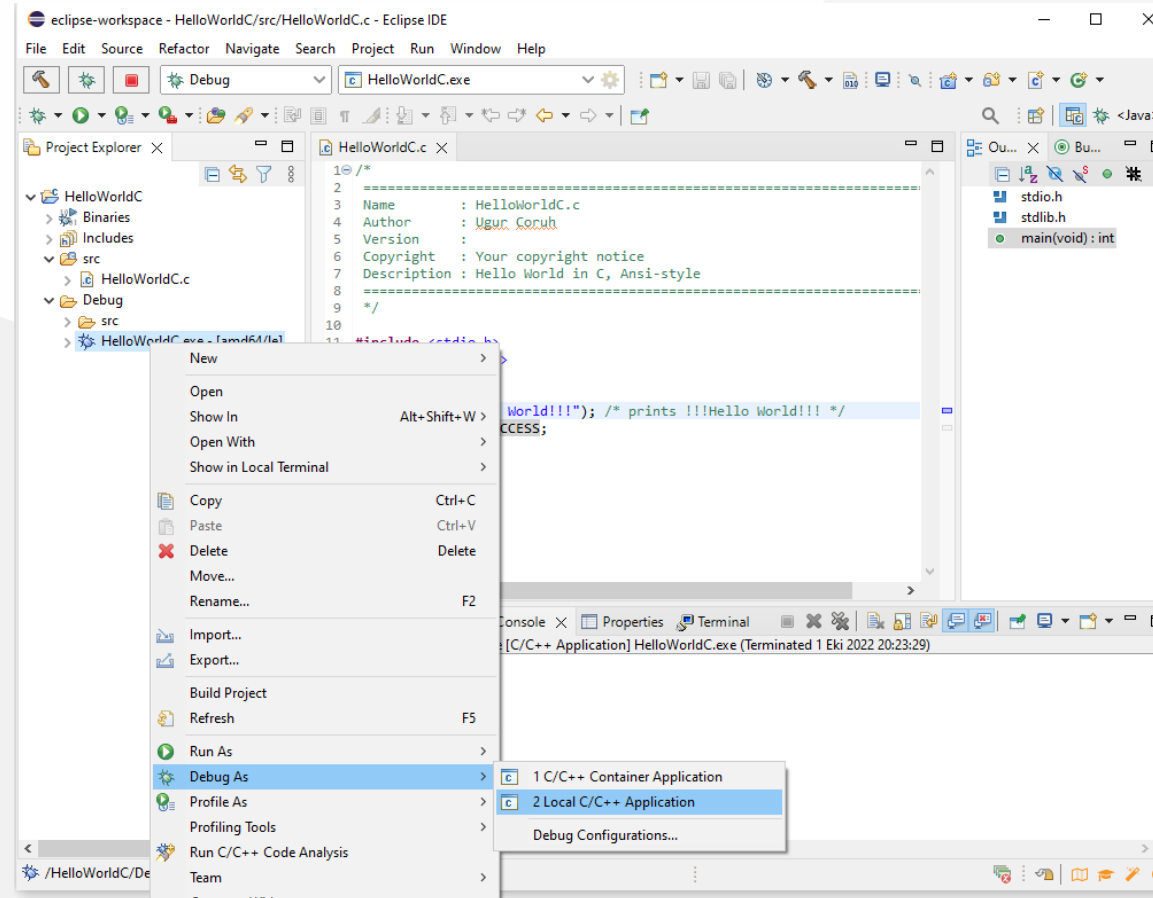 eclipse-workspace - HelloWorldC/src/HelloWorldC.c - Eclipse IDE
File Edit Source Refactor Navigate Search Project Run Window Help
Debug
HelloWorldC.exe
010
<Java>
Project Explorer
HelloWorldC
Binaries
Includes
src
HelloWorldC.c
Debug
src
HelloWorldC.exe - [amd64/le]
HelloWorldC.c
1 /*
2 ======================================================================
3 Name : HelloWorldC.c
4 Author : Ugur Coruh
5 Version :
6 Copyright : Your copyright notice
7 Description : Hello World in C, Ansi-style
8 ======================================================================
9 */
10
11 #include <stdio.h>
>
World!!!"); /* prints !!!Hello World!!! */
CCESS;
Ou...
Bu...
stdio.h
stdlib.h
main(void) : int
New
Open
Show In Alt+Shift+W
Open With
Show in Local Terminal
Copy Ctrl+C
Paste Ctrl+V
Delete Delete
Move...
Rename... F2
Import...
Export...
Build Project
Refresh F5
Run As
Debug As
Profile As
Profiling Tools
Run C/C++ Code Analysis
Team
1 C/C++ Container Application
2 Local C/C++ Application
Debug Configurations...
Console
Properties
Terminal
[C/C++ Application] HelloWorldC.exe (Terminated 1 Eki 2022 20:23:29)
/HelloWorldC/De